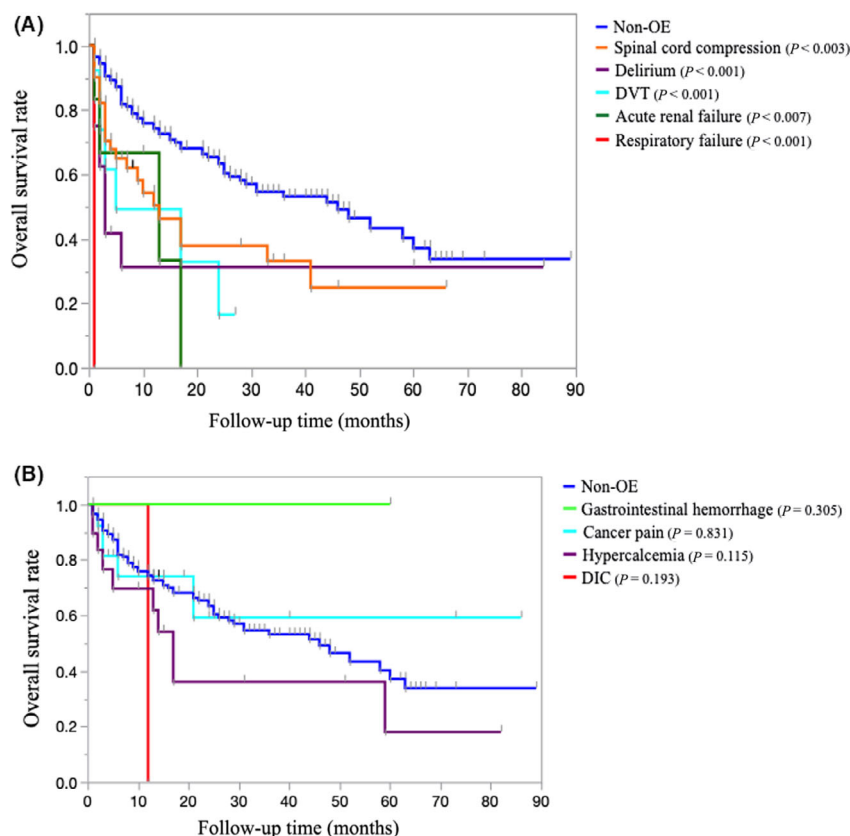 (A)
Overall survival rate
1.0
0.8
0.6
0.4
0.2
0.0
0 10 20 30 40 50 60 70 80 90
Follow-up time (months)
Non-OE
Spinal cord compression (P < 0.003)
Delirium (P < 0.001)
DVT (P < 0.001)
Acute renal failure (P < 0.007)
Respiratory failure (P < 0.001)
(B)
Overall survival rate
1.0
0.8
0.6
0.4
0.2
0.0
0 10 20 30 40 50 60 70 80 90
Follow-up time (months)
Non-OE
Gastrointestinal hemorrhage (P = 0.305)
Cancer pain (P = 0.831)
Hypercalcemia (P = 0.115)
DIC (P = 0.193)